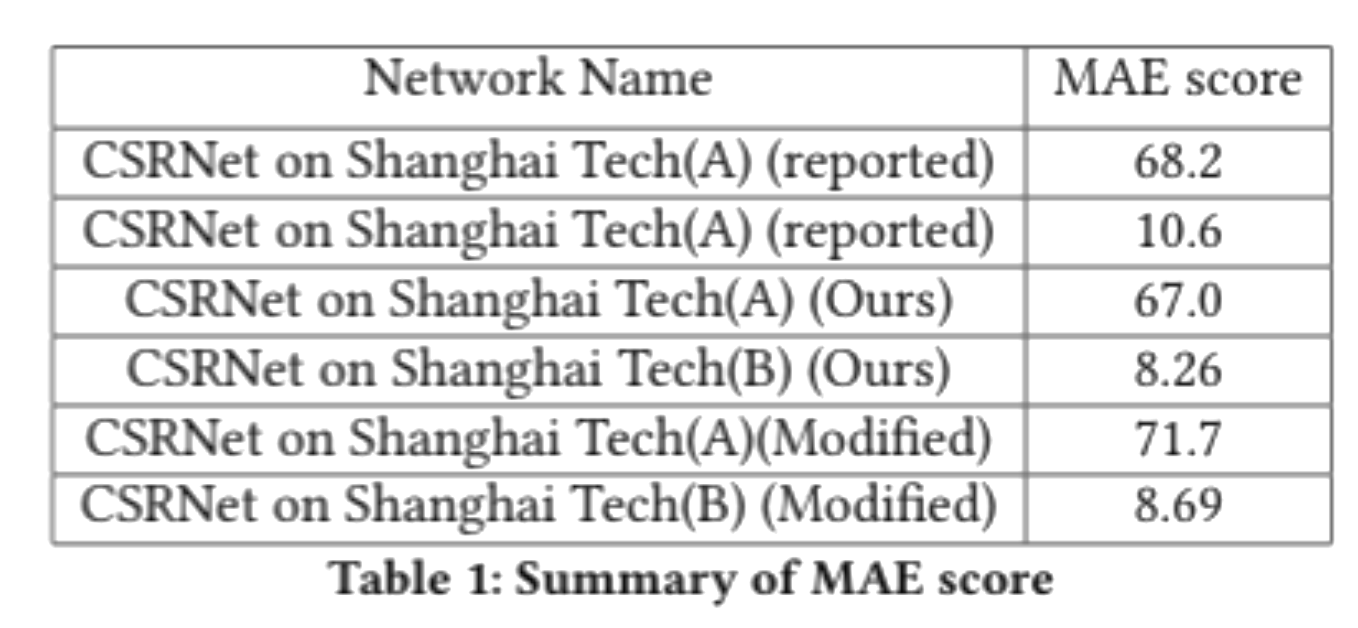 Network Name MAE score
CSRNet on Shanghai Tech(A) (reported) 68.2
CSRNet on Shanghai Tech(A) (reported) 10.6
CSRNet on Shanghai Tech(A) (Ours) 67.0
CSRNet on Shanghai Tech(B) (Ours) 8.26
CSRNet on Shanghai Tech(A)(Modified) 71.7
CSRNet on Shanghai Tech(B) (Modified) 8.69
Table 1: Summary of MAE score